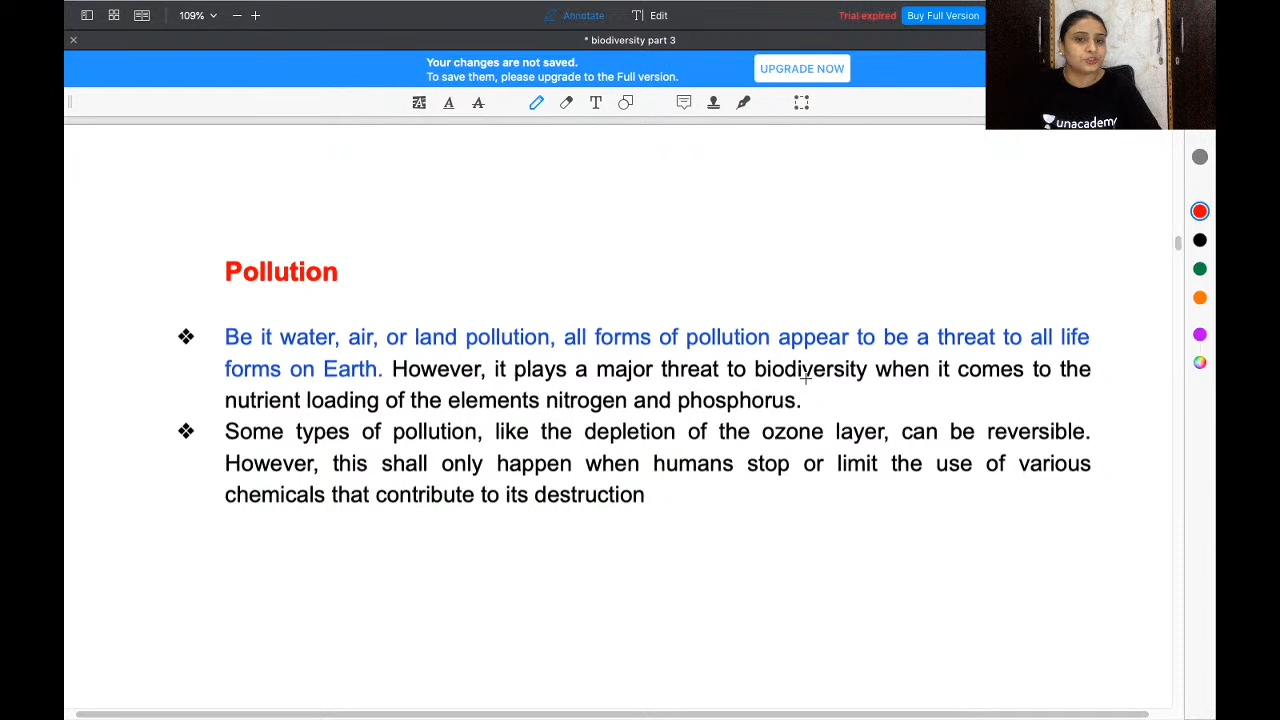 109%
Annotate
Edit
Trial expired
Buy Full Version
* biodiversity part 3
Your changes are not saved.
To save them, please upgrade to the Full version.
UPGRADE NOW
unacademy
Pollution
❖ Be it water, air, or land pollution, all forms of pollution appear to be a threat to all life
forms on Earth. However, it plays a major threat to biodiversity when it comes to the
nutrient loading of the elements nitrogen and phosphorus.
❖ Some types of pollution, like the depletion of the ozone layer, can be reversible.
However, this shall only happen when humans stop or limit the use of various
chemicals that contribute to its destruction